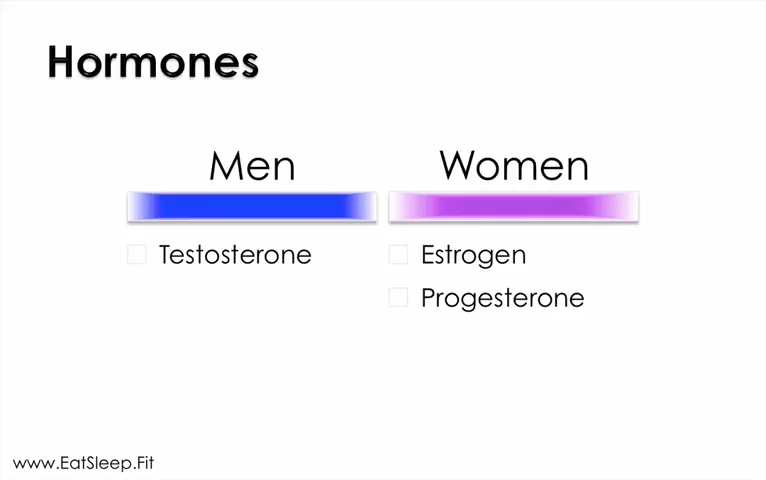 Hormones
Men
Women
Testosterone
Estrogen
Progesterone
www.EatSleep.Fit